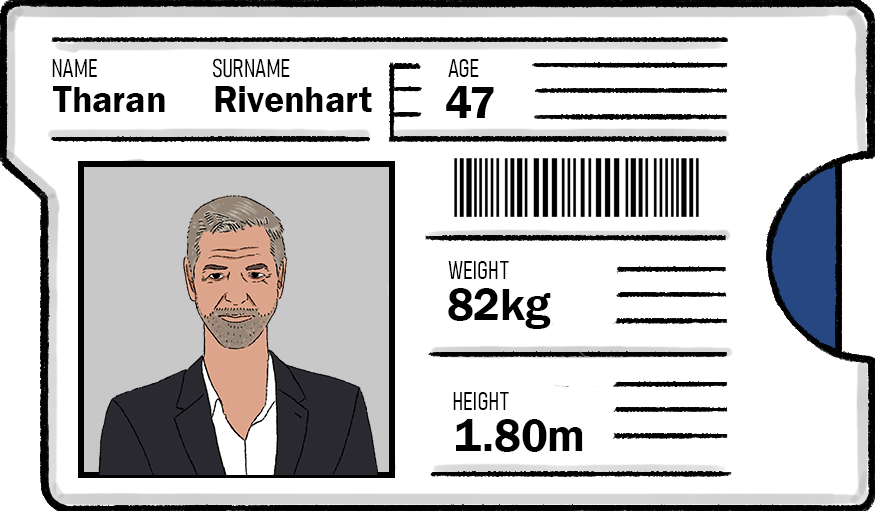 NAME SURNAME AGE
Tharan Rivenhart 47
WEIGHT
82kg
HEIGHT
1.80m